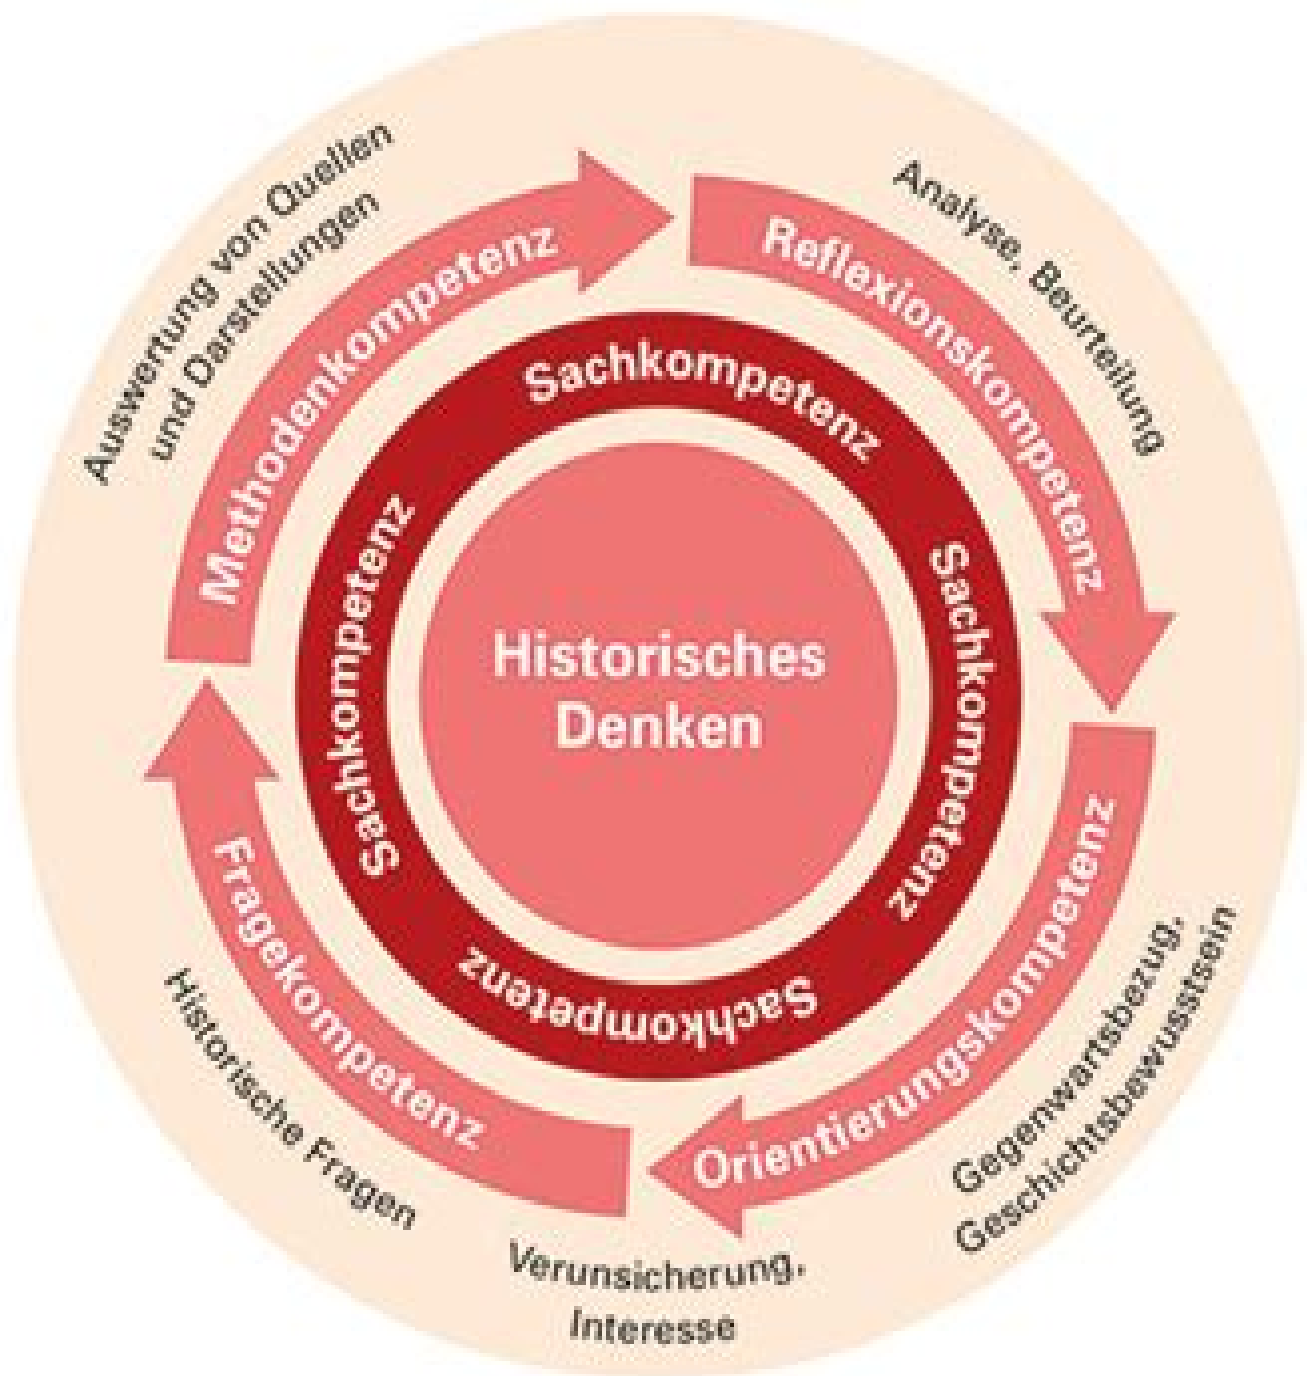 Auswertung von Quellen
und Darstellungen
Methodenkompetenz
Analyse, Beurteilung
Reflexionskompetenz
Sachkompetenz
Sachkompetenz
Sachkompetenz
Sachkompetenz
Historisches
Denken
Orientierungskompetenz
Gegenwartsbezug,
Geschichtsbewusstsein
Fragekompetenz
Historische Fragen
Verunsicherung,
Interesse